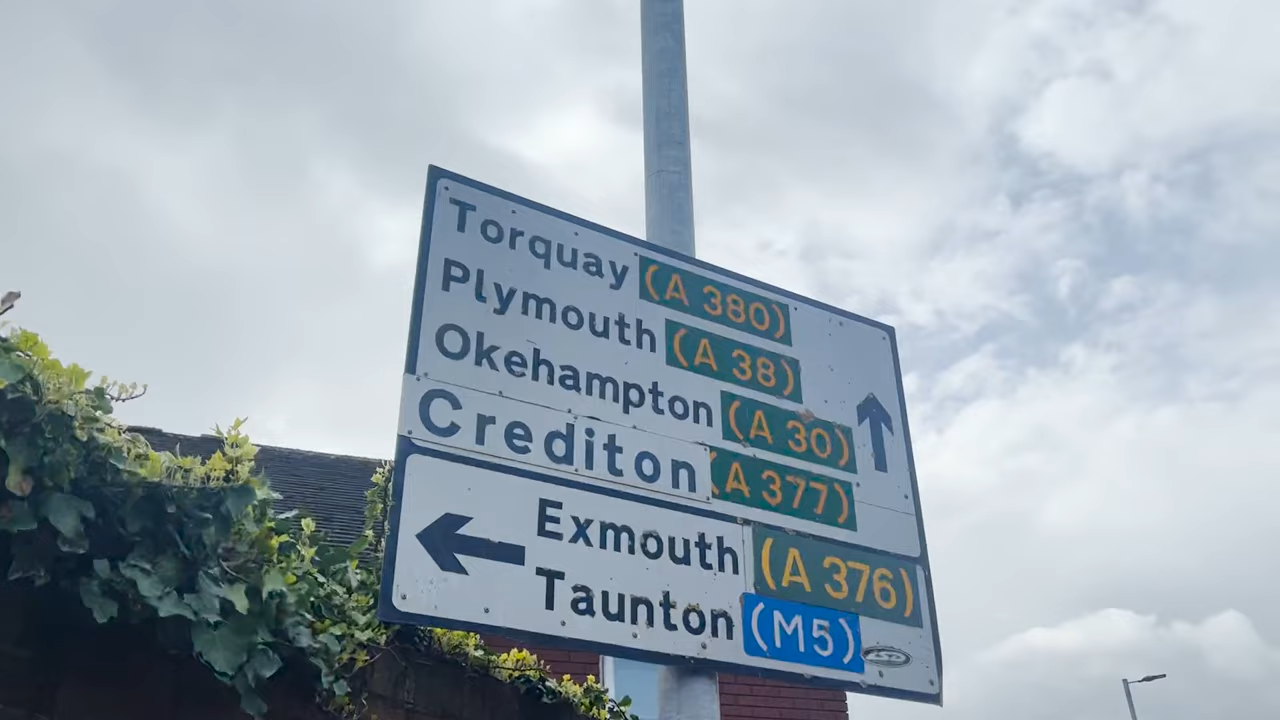 Torquay (A 380)
Plymouth (A 38)
Okehampton (A 30)
Crediton (A 377)
Exmouth (A 376)
Taunton (M5)